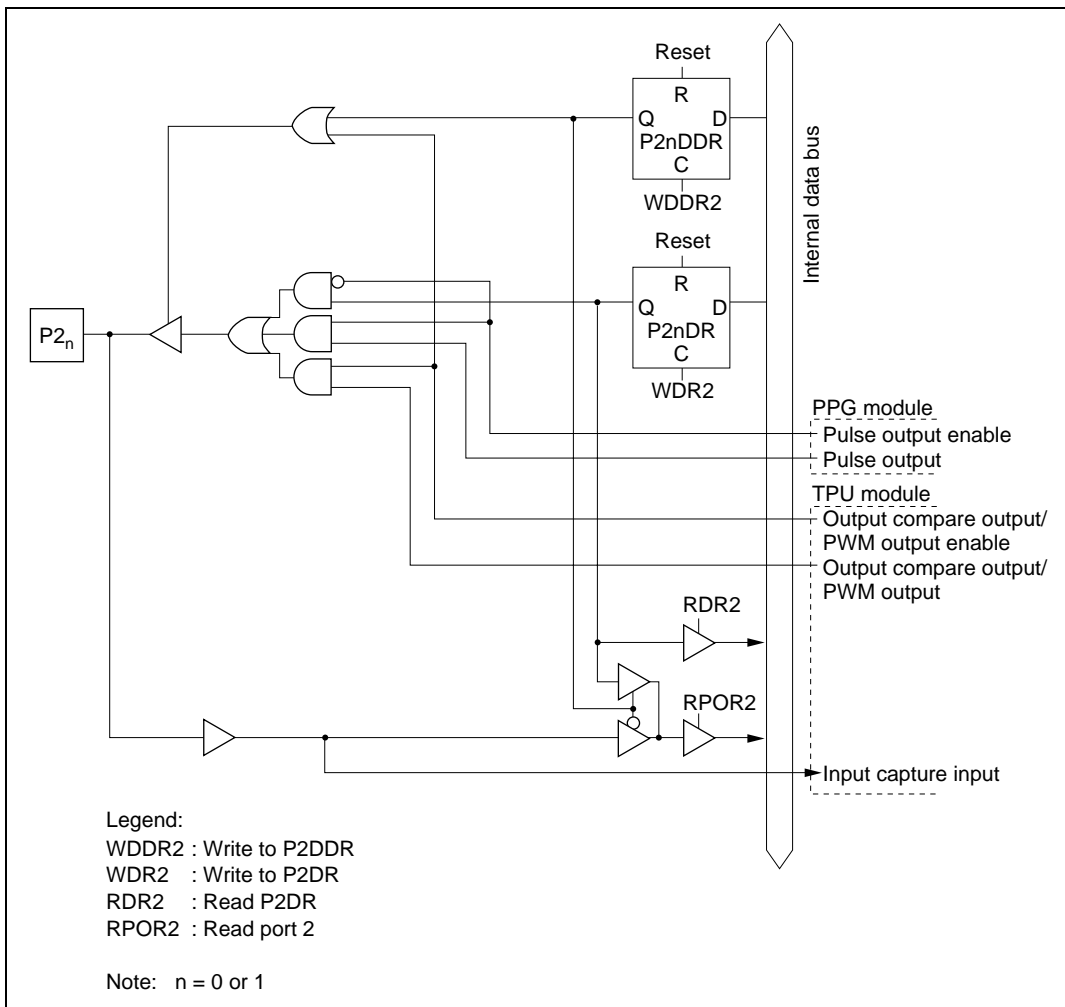 Reset
R
Q D
P2nDDR
C
WDDR2
Internal data bus
Reset
R
Q D
P2nDR
C
WDR2
P2n
PPG module
Pulse output enable
Pulse output
TPU module
Output compare output/
PWM output enable
Output compare output/
PWM output
RDR2
RPOR2
Input capture input
Legend:
WDDR2 : Write to P2DDR
WDR2 : Write to P2DR
RDR2 : Read P2DR
RPOR2 : Read port 2
Note: n = 0 or 1